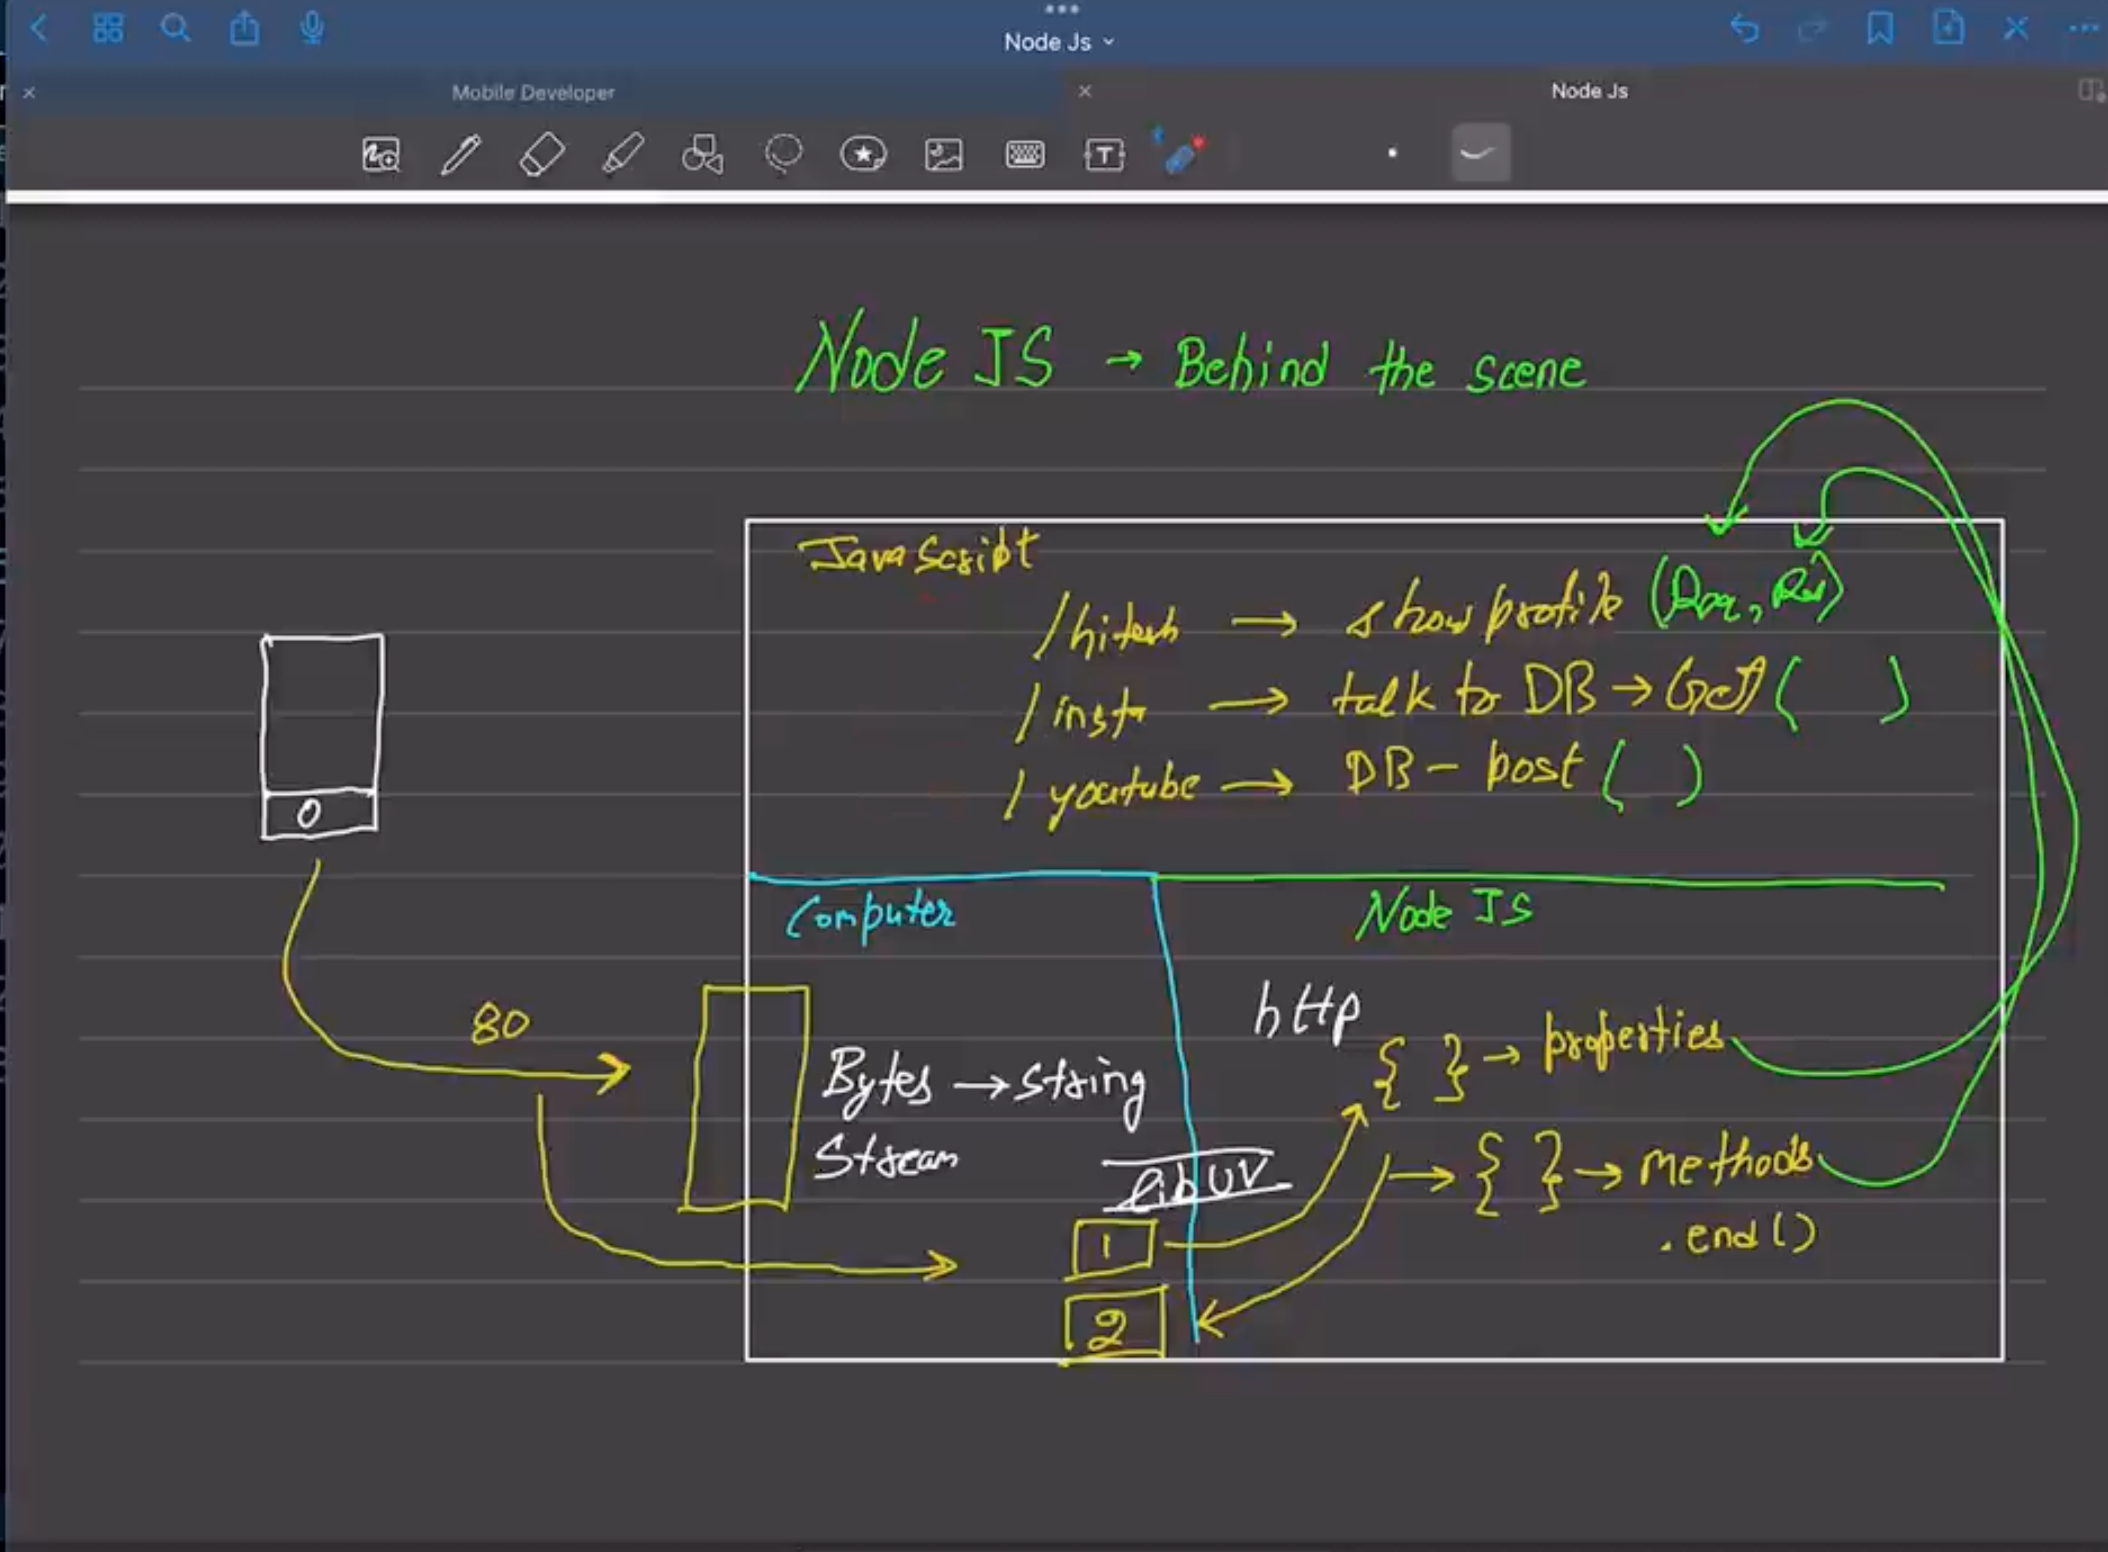 Node Js
Mobile Developer
Node Js
T
Node JS → Behind the scene
JavaScript
/hitesh → show profile (Req, Res)
/insta → talk to DB → Get ( )
/youtube → DB - post ( )
0
Computer
Node JS
80
http
{ } → properties
Bytes → string
Stream
lib UV
→ { } → methods
.end()
1
2